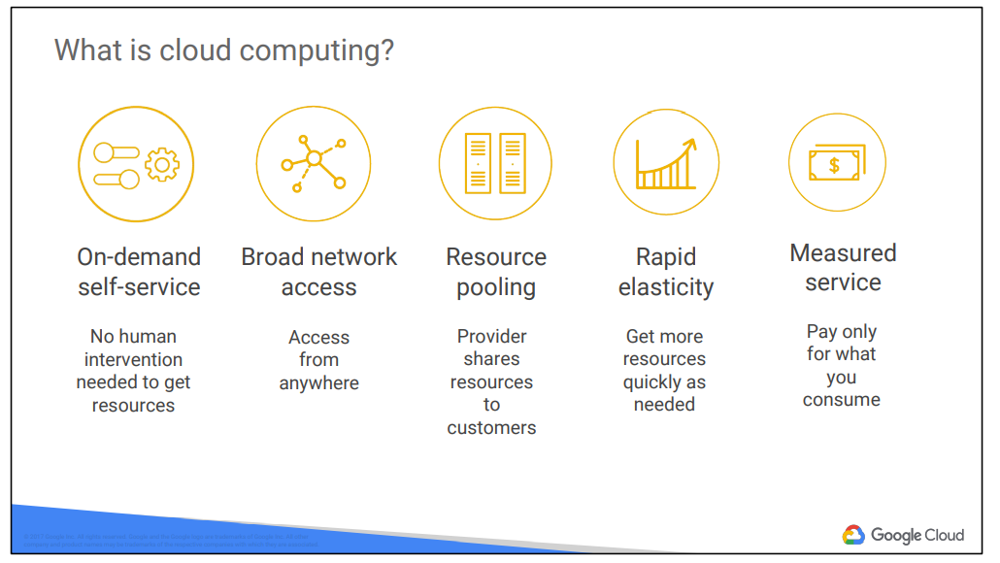 What is cloud computing?
$
On-demand
self-service
No human
intervention
needed to get
resources
Broad network
access
Access
from
anywhere
Resource
pooling
Provider
shares
resources
to
customers
Rapid
elasticity
Get more
resources
quickly as
needed
Measured
service
Pay only
for what
you
consume
Google Cloud